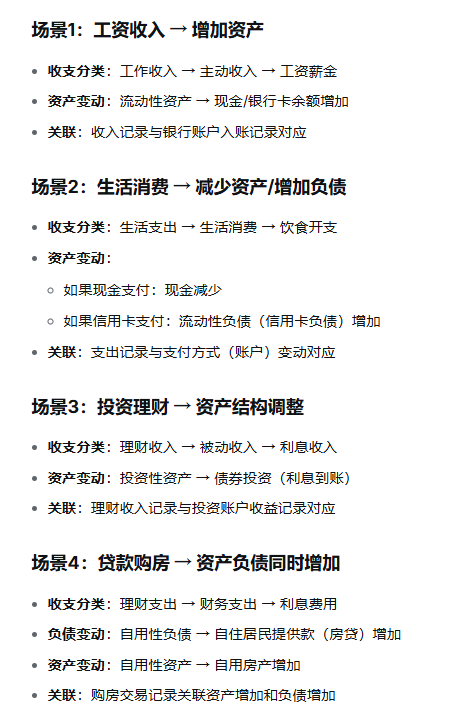 场景1：工资收入 → 增加资产
收支分类：工作收入 → 主动收入 → 工资薪金
资产变动：流动性资产 → 现金/银行卡余额增加
关联：收入记录与银行账户入账记录对应
场景2：生活消费 → 减少资产/增加负债
收支分类：生活支出 → 生活消费 → 饮食开支
资产变动：
如果现金支付：现金减少
如果信用卡支付：流动性负债（信用卡负债）增加
关联：支出记录与支付方式（账户）变动对应
场景3：投资理财 → 资产结构调整
收支分类：理财收入 → 被动收入 → 利息收入
资产变动：投资性资产 → 债券投资（利息到账）
关联：理财收入记录与投资账户收益记录对应
场景4：贷款购房 → 资产负债同时增加
收支分类：理财支出 → 财务支出 → 利息费用
负债变动：自用性负债 → 自住居民提供款（房贷）增加
资产变动：自用性资产 → 自用房产增加
关联：购房交易记录关联资产增加和负债增加